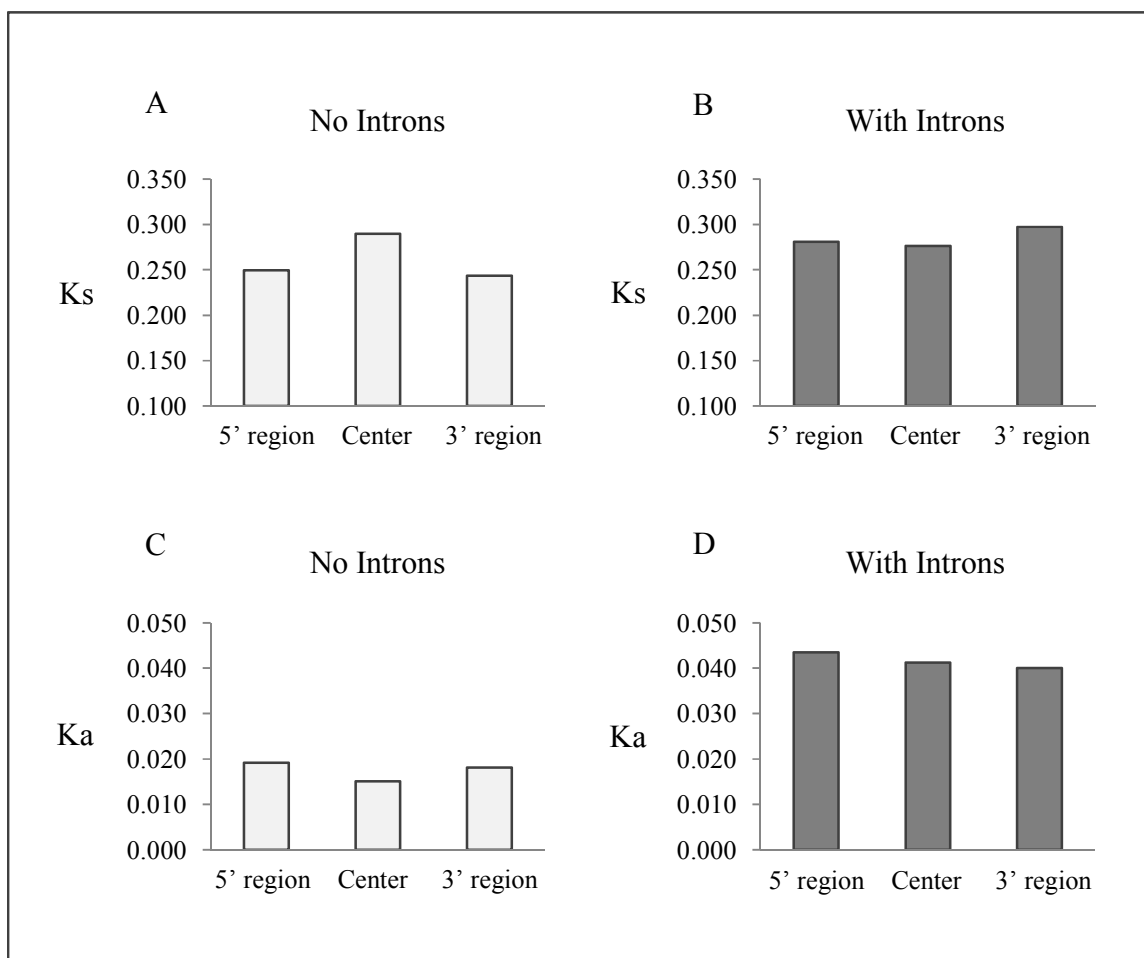 A
No Introns
0.350
0.300
0.250
0.200
0.150
0.100
Ks
5’ region Center 3’ region
B
With Introns
0.350
0.300
0.250
0.200
0.150
0.100
Ks
5’ region Center 3’ region
C
No Introns
0.050
0.040
0.030
0.020
0.010
0.000
Ka
5’ region Center 3’ region
D
With Introns
0.050
0.040
0.030
0.020
0.010
0.000
Ka
5’ region Center 3’ region